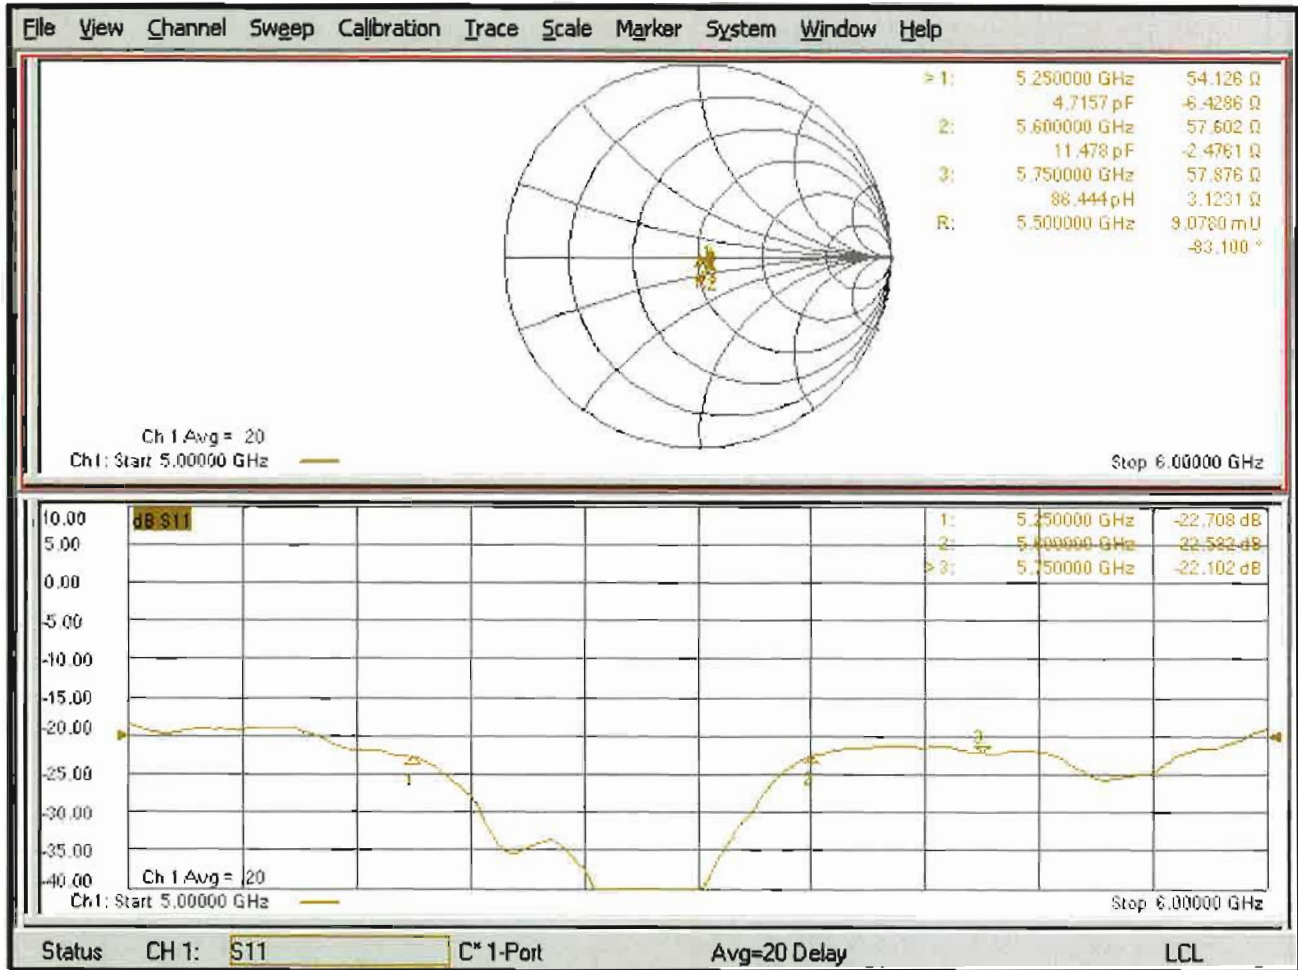 File View Channel Sweep Calibration Trace Scale Marker System Window Help
> 1: 5.250000 GHz 54.126 Ω
4.7157 pF -6.4286 Ω
2: 5.600000 GHz 57.602 Ω
11.478 pF -2.4761 Ω
3: 5.750000 GHz 57.876 Ω
86.444 pH 3.1231 Ω
R: 5.500000 GHz 9.0780 mU
-83.100 °
Ch 1 Avg = 20
Ch1: Start 5.00000 GHz
Stop 6.00000 GHz
10.00
dB S11
1: 5.250000 GHz -22.708 dB
5.00
2: 5.600000 GHz -22.582 dB
0.00
> 3: 5.750000 GHz -22.102 dB
-5.00
-10.00
-15.00
-20.00
3
-25.00
1
2
-30.00
-35.00
-40.00
Ch 1 Avg = 20
Ch1: Start 5.00000 GHz
Stop 6.00000 GHz
Status CH 1: S11 C* 1-Port Avg=20 Delay LCL